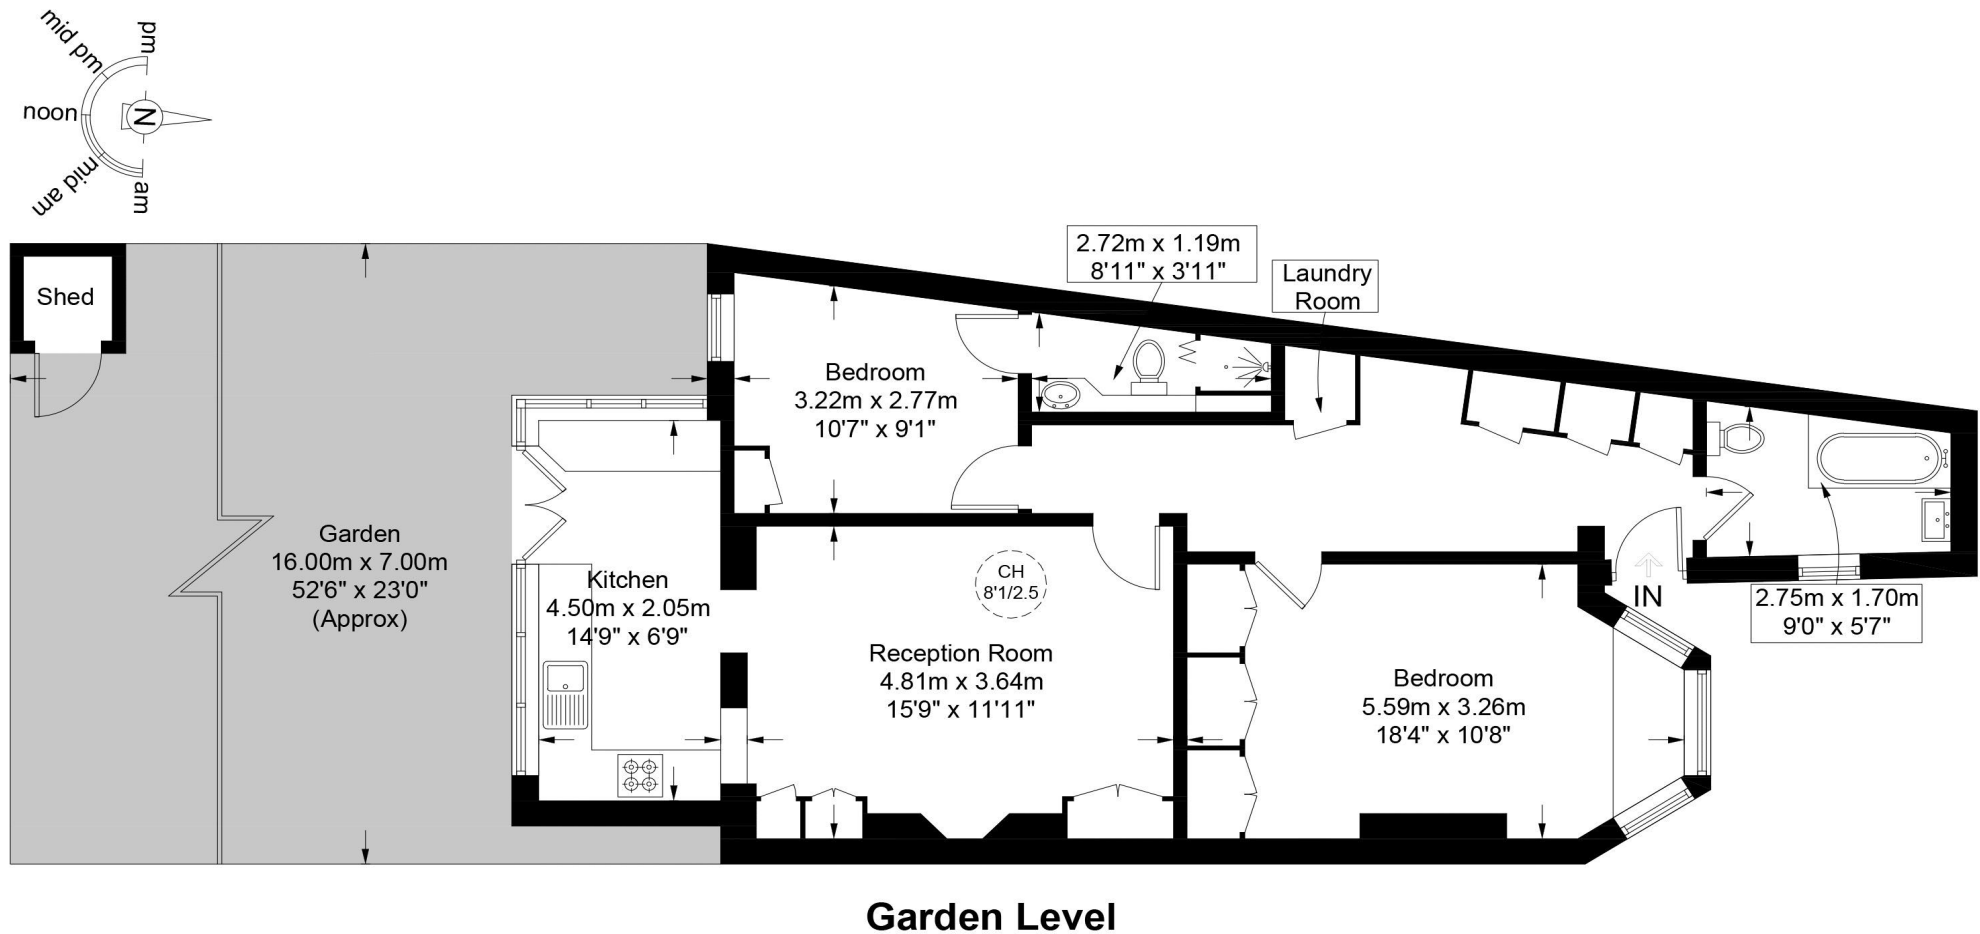 pm
mid pm
noon
mid am
am
N
Shed
2.72m x 1.19m
8'11" x 3'11"
Laundry
Room
Bedroom
3.22m x 2.77m
10'7" x 9'1"
Garden
16.00m x 7.00m
52'6" x 23'0"
(Approx)
Kitchen
4.50m x 2.05m
14'9" x 6'9"
CH
8'1/2.5
Reception Room
4.81m x 3.64m
15'9" x 11'11"
Bedroom
5.59m x 3.26m
18'4" x 10'8"
IN
2.75m x 1.70m
9'0" x 5'7"
Garden Level